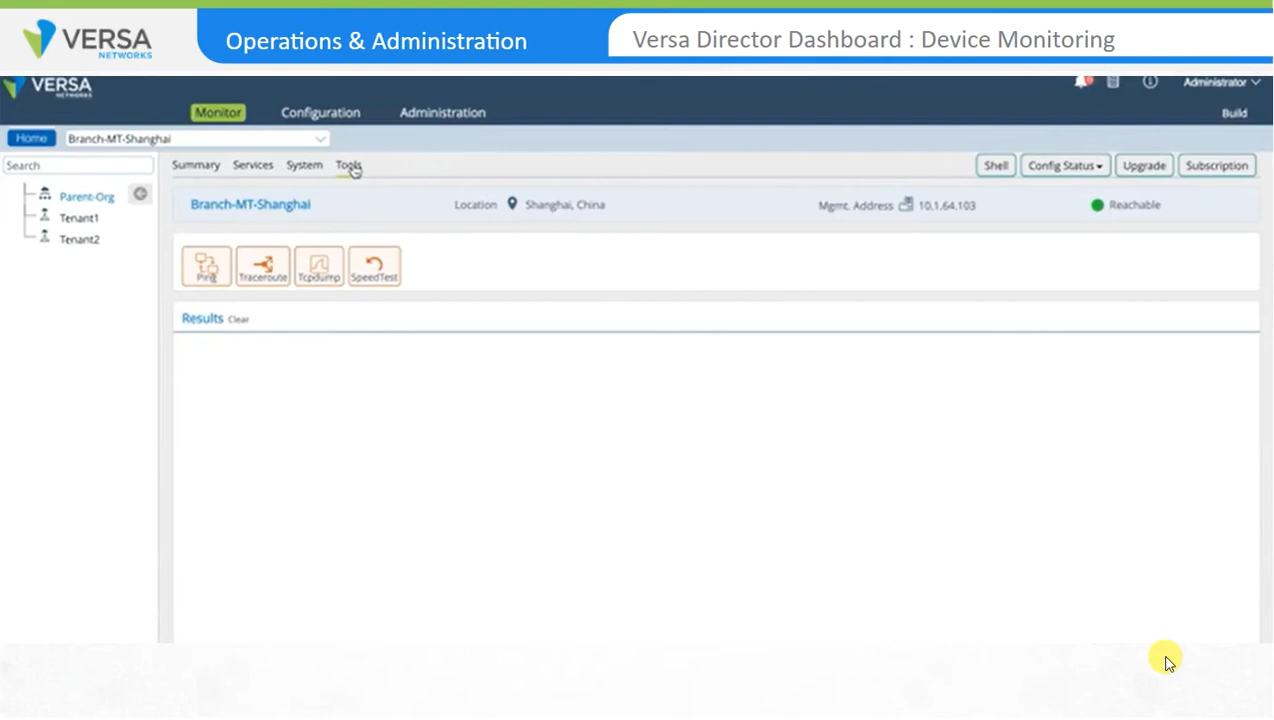 VERSA
NETWORKS
Operations & Administration
Versa Director Dashboard : Device Monitoring
VERSA
NETWORKS
Administrator
Monitor
Configuration
Administration
Build
Home
Branch-MT-Shanghai
Search
Summary
Services
System
Tools
Shell
Config Status
Upgrade
Subscription
Parent-Org
Tenant1
Tenant2
Branch-MT-Shanghai
Location
Shanghai, China
Mgmt. Address
10.1.64.103
Reachable
Ping
Traceroute
Tcpdump
SpeedTest
Results
Clear